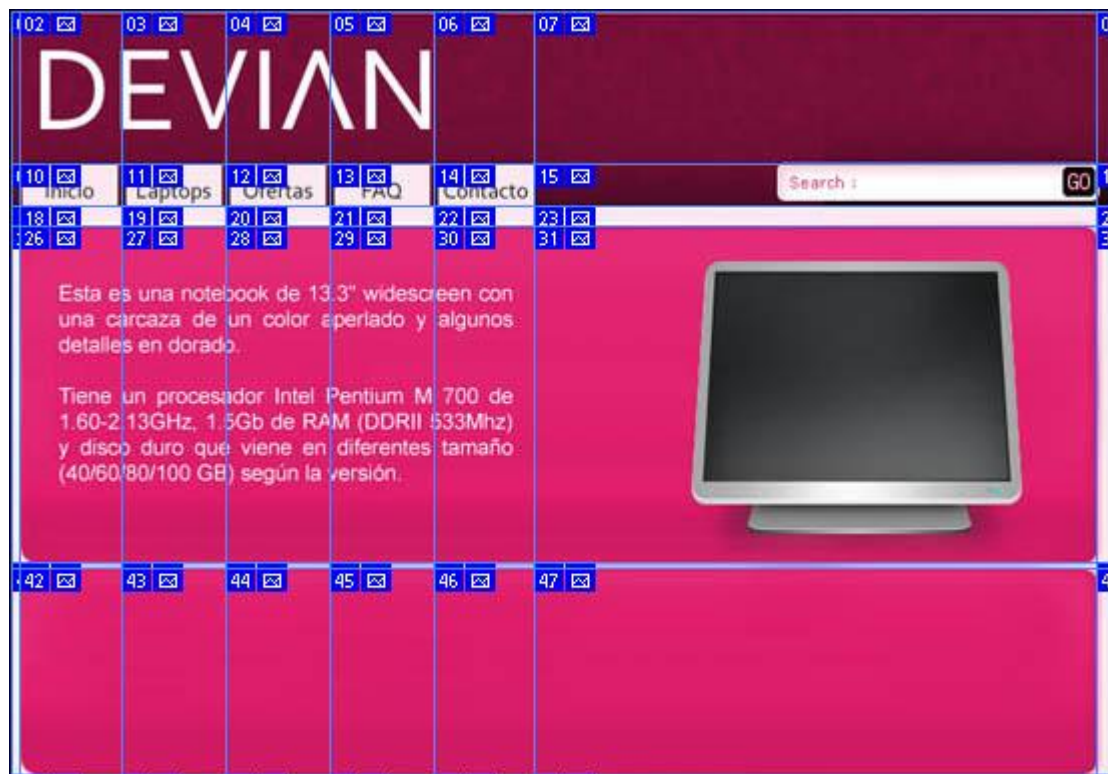 02 03 04 05 06 07
DEVIAN
10 11 12 13 14 15
Inicio Laptops Ofertas FAQ Contacto Search : GO
18 19 20 21 22 23
26 27 28 29 30 31
Esta es una notebook de 13.3" widescreen con
una carcaza de un color aperlado y algunos
detalles en dorado.
Tiene un procesador Intel Pentium M 700 de
1.60-2.13GHz, 1.5Gb de RAM (DDRII 533Mhz)
y disco duro que viene en diferentes tamaño
(40/60/80/100 GB) según la versión.
42 43 44 45 46 47